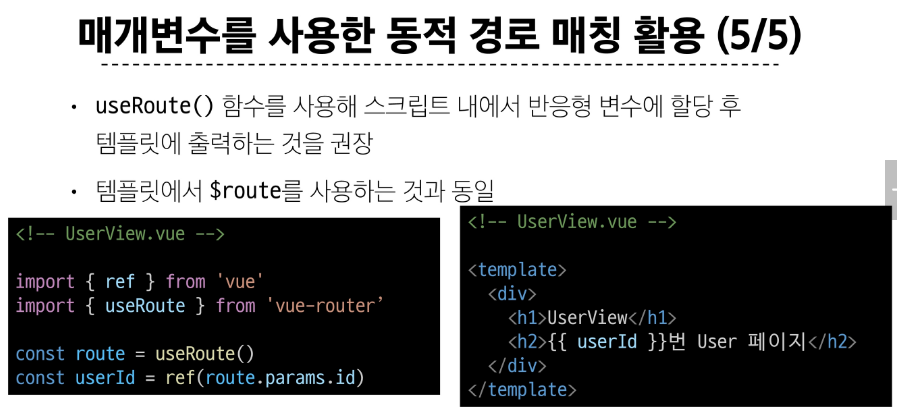 매개변수를 사용한 동적 경로 매칭 활용 (5/5)
• useRoute() 함수를 사용해 스크립트 내에서 반응형 변수에 할당 후
템플릿에 출력하는 것을 권장
• 템플릿에서 $route를 사용하는 것과 동일
<!-- UserView.vue -->
import { ref } from 'vue'
import { useRoute } from 'vue-router’
const route = useRoute()
const userId = ref(route.params.id)
<!-- UserView.vue -->
<template>
<div>
<h1>UserView</h1>
<h2>{{ userId }}번 User 페이지</h2>
</div>
</template>